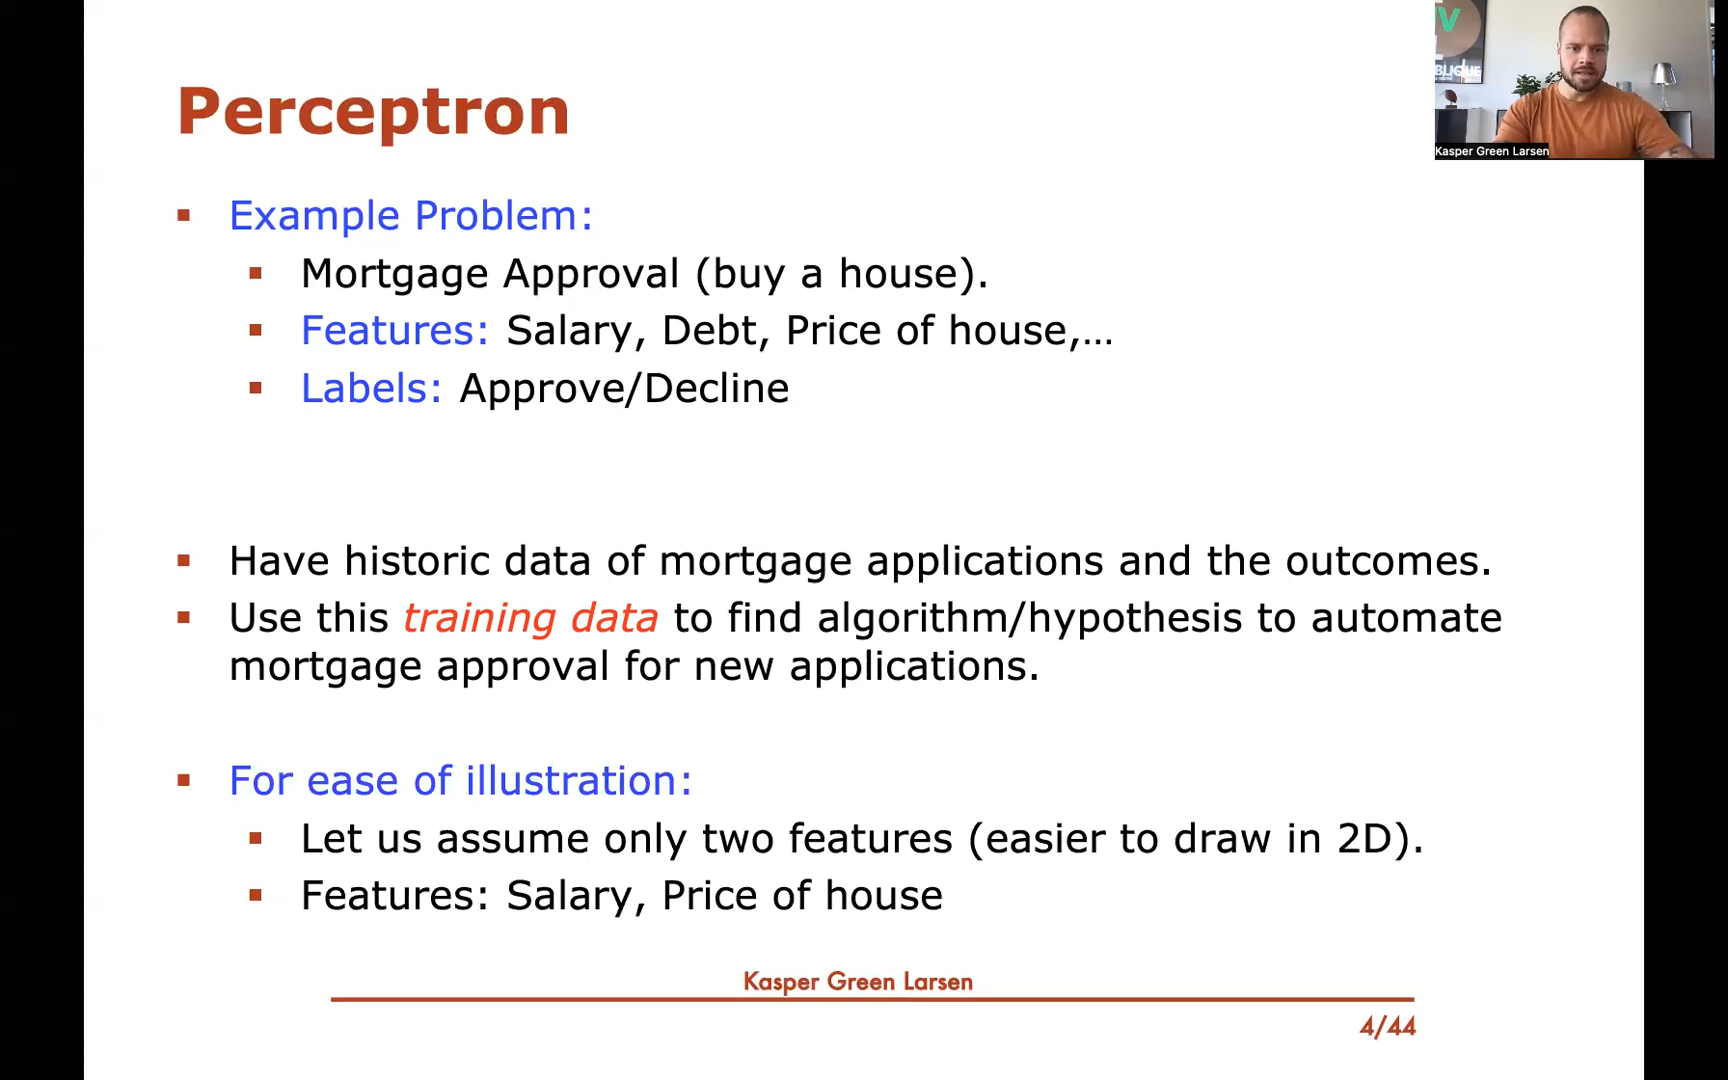 Perceptron
Example Problem:
Mortgage Approval (buy a house).
Features: Salary, Debt, Price of house,...
Labels: Approve/Decline
Have historic data of mortgage applications and the outcomes.
Use this training data to find algorithm/hypothesis to automate
mortgage approval for new applications.
For ease of illustration:
Let us assume only two features (easier to draw in 2D).
Features: Salary, Price of house
Kasper Green Larsen
4/44
Kasper Green Larsen